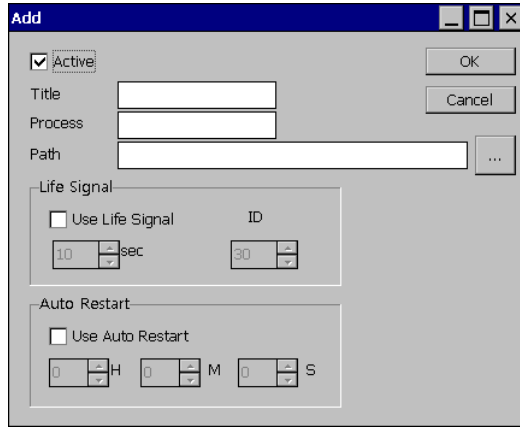 Add
Active
OK
Title
Cancel
Process
Path
...
Life Signal
Use Life Signal
ID
10 sec
30
Auto Restart
Use Auto Restart
0 H 0 M 0 S